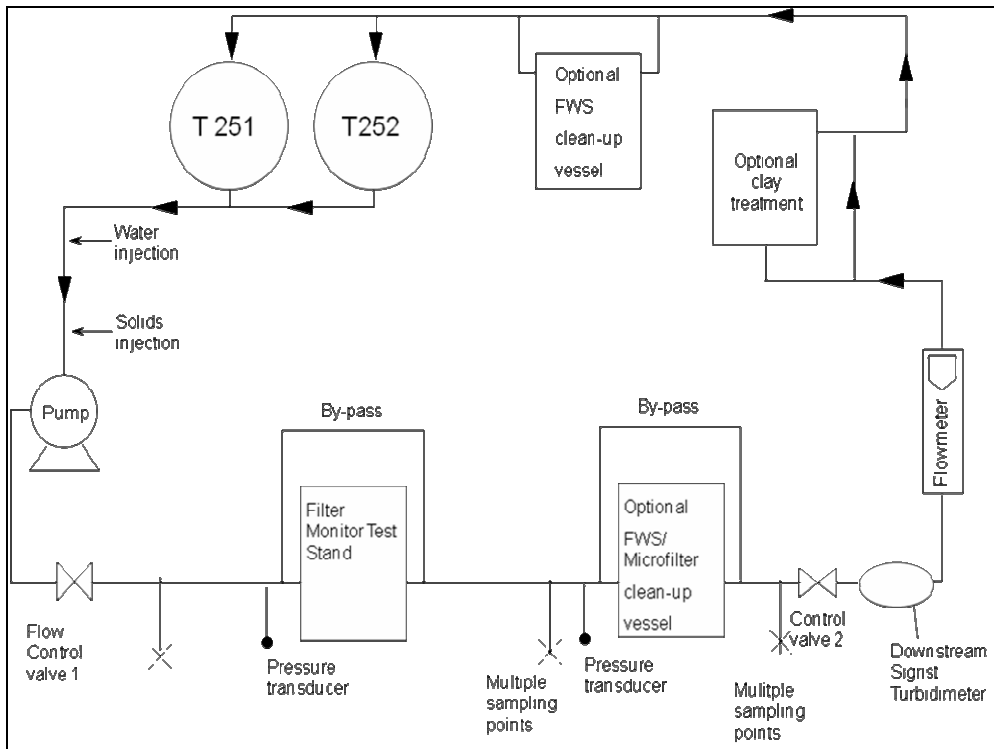 T 251
T252
Optional
FWS
clean-up
vessel
Optional
clay
treatment
Water
injection
Solids
injection
Pump
By-pass
By-pass
Flowmeter
Filter
Monitor Test
Stand
Optional
FWS/
Microfilter
clean-up
vessel
Flow
Control
valve 1
Pressure
transducer
Multiple
sampling
points
Pressure
transducer
Control
valve 2
Mulitple
sampling
points
Downstream
Signst
Turbidimeter